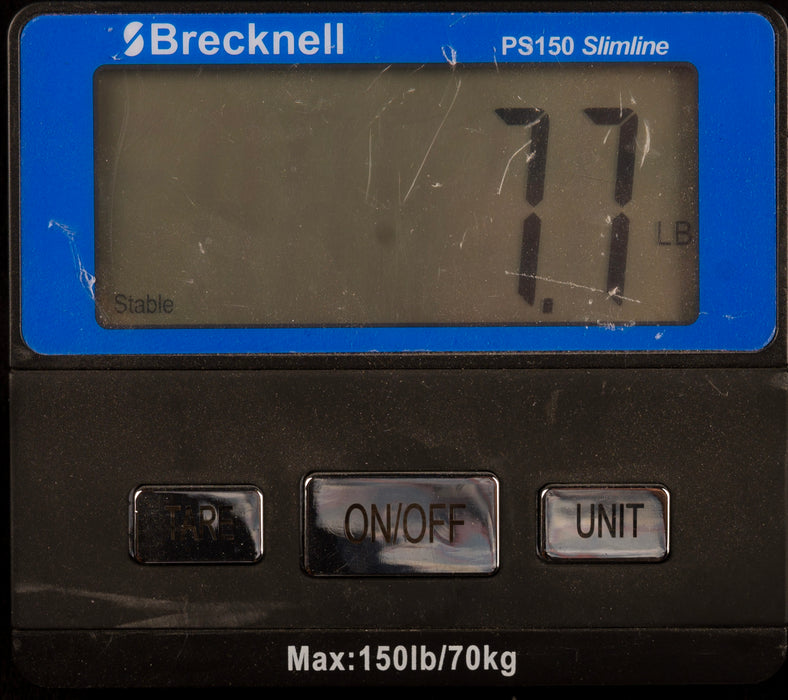 Brecknell PS150 Slimline
7.7 LB
Stable
TARE ON/OFF UNIT
Max:150lb/70kg